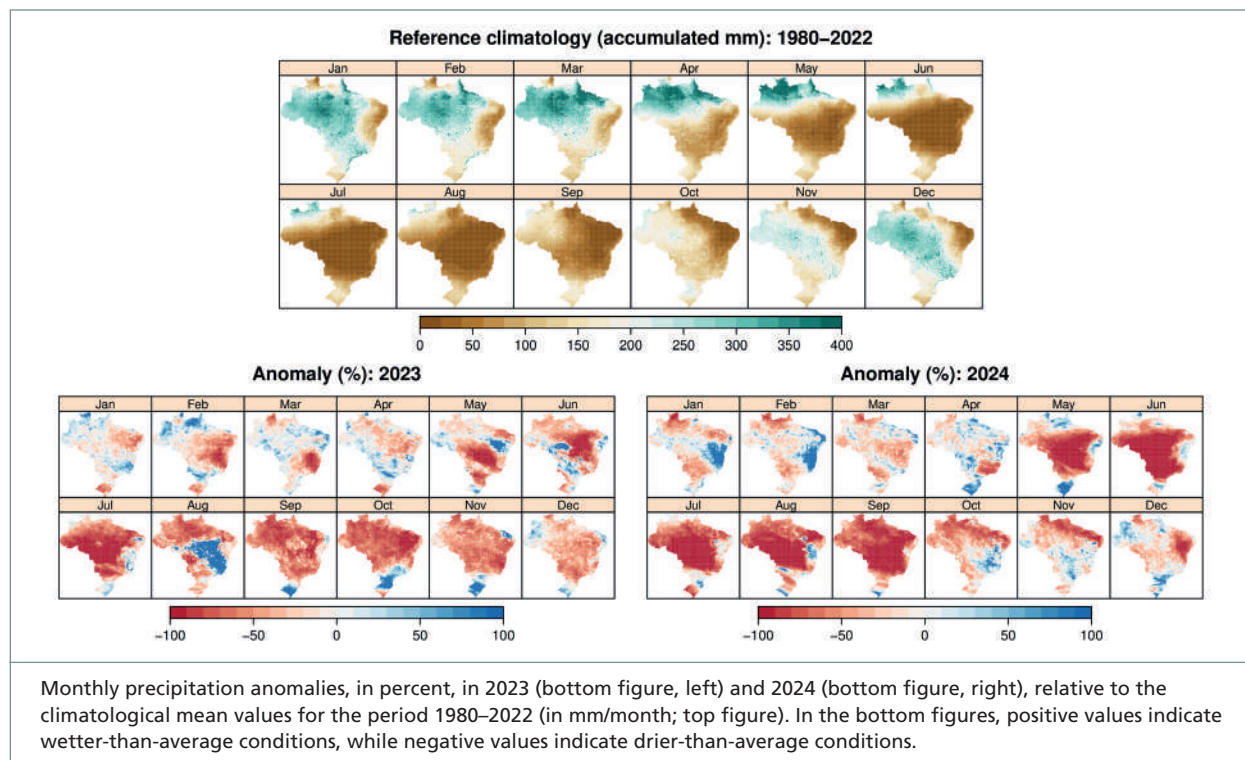 Reference climatology (accumulated mm): 1980–2022
Jan Feb Mar Apr May Jun
Jul Aug Sep Oct Nov Dec
0 50 100 150 200 250 300 350 400
Anomaly (%): 2023
Jan Feb Mar Apr May Jun
Jul Aug Sep Oct Nov Dec
−100 −50 0 50 100
Anomaly (%): 2024
Jan Feb Mar Apr May Jun
Jul Aug Sep Oct Nov Dec
−100 −50 0 50 100
Monthly precipitation anomalies, in percent, in 2023 (bottom figure, left) and 2024 (bottom figure, right), relative to the
climatological mean values for the period 1980–2022 (in mm/month; top figure). In the bottom figures, positive values indicate
wetter-than-average conditions, while negative values indicate drier-than-average conditions.